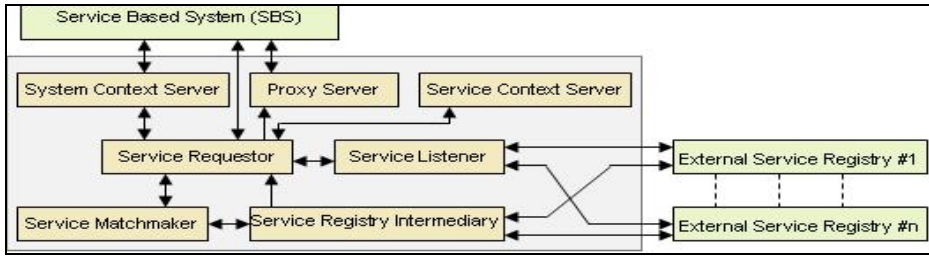 Service Based System (SBS)
System Context Server
Proxy Server
Service Context Server
Service Requestor
Service Listener
External Service Registry #1
Service Matchmaker
Service Registry Intermediary
External Service Registry #n